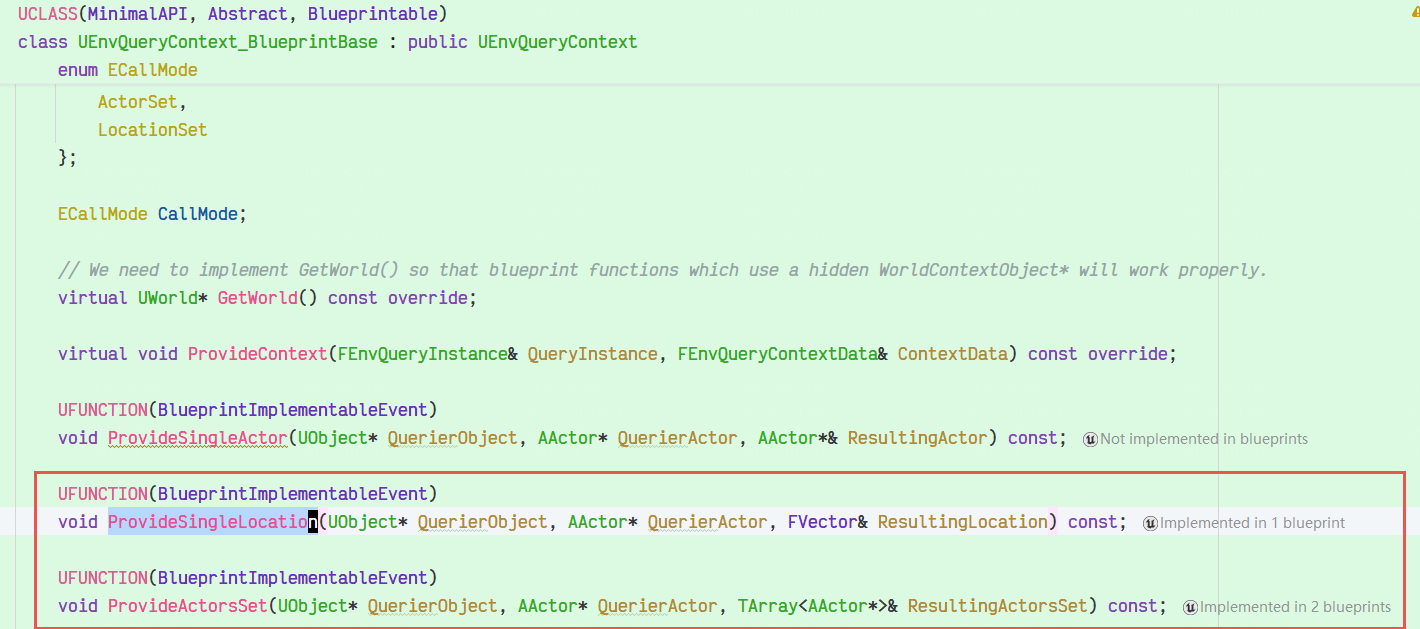 UCLASS(MinimalAPI, Abstract, Blueprintable)
class UEnvQueryContext_BlueprintBase : public UEnvQueryContext
enum ECallMode
ActorSet,
LocationSet
};
ECallMode CallMode;
// We need to implement GetWorld() so that blueprint functions which use a hidden WorldContextObject* will work properly.
virtual UWorld* GetWorld() const override;
virtual void ProvideContext(FEnvQueryInstance& QueryInstance, FEnvQueryContextData& ContextData) const override;
UFUNCTION(BlueprintImplementableEvent)
void ProvideSingleActor(UObject* QuerierObject, AActor* QuerierActor, AActor*& ResultingActor) const; Not implemented in blueprints
UFUNCTION(BlueprintImplementableEvent)
void ProvideSingleLocation(UObject* QuerierObject, AActor* QuerierActor, FVector& ResultingLocation) const; Implemented in 1 blueprint
UFUNCTION(BlueprintImplementableEvent)
void ProvideActorsSet(UObject* QuerierObject, AActor* QuerierActor, TArray<AActor*>& ResultingActorsSet) const; Implemented in 2 blueprints